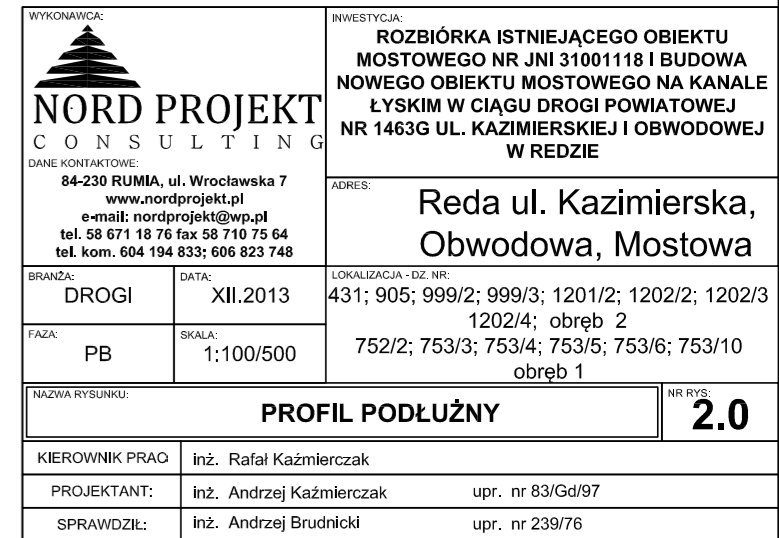 WYKONAWCA:
NORD PROJEKT
CONSULTING
DANE KONTAKTOWE:
84-230 RUMIA, ul. Wrocławska 7
www.nordprojekt.pl
e-mail: nordprojekt@wp.pl
tel. 58 671 18 76 fax 58 710 75 64
tel. kom. 604 194 833; 606 823 748
INWESTYCJA:
ROZBIÓRKA ISTNIEJĄCEGO OBIEKTU
MOSTOWEGO NR JNI 31001118 I BUDOWA
NOWEGO OBIEKTU MOSTOWEGO NA KANALE
ŁYSKIM W CIĄGU DROGI POWIATOWEJ
NR 1463G UL. KAZIMIERSKIEJ I OBWODOWEJ
W REDZIE
ADRES:
Reda ul. Kazimierska,
Obwodowa, Mostowa
BRANŻA:
DROGI
DATA:
XII.2013
LOKALIZACJA - DZ. NR:
431; 905; 999/2; 999/3; 1201/2; 1202/2; 1202/3
1202/4; obręb 2
752/2; 753/3; 753/4; 753/5; 753/6; 753/10
obręb 1
FAZA:
PB
SKALA:
1:100/500
NAZWA RYSUNKU:
PROFIL PODŁUŻNY
NR RYS:
2.0
KIEROWNIK PRAC
inż. Rafał Kaźmierczak
PROJEKTANT:
inż. Andrzej Kaźmierczak upr. nr 83/Gd/97
SPRAWDZIŁ:
inż. Andrzej Brudnicki upr. nr 239/76